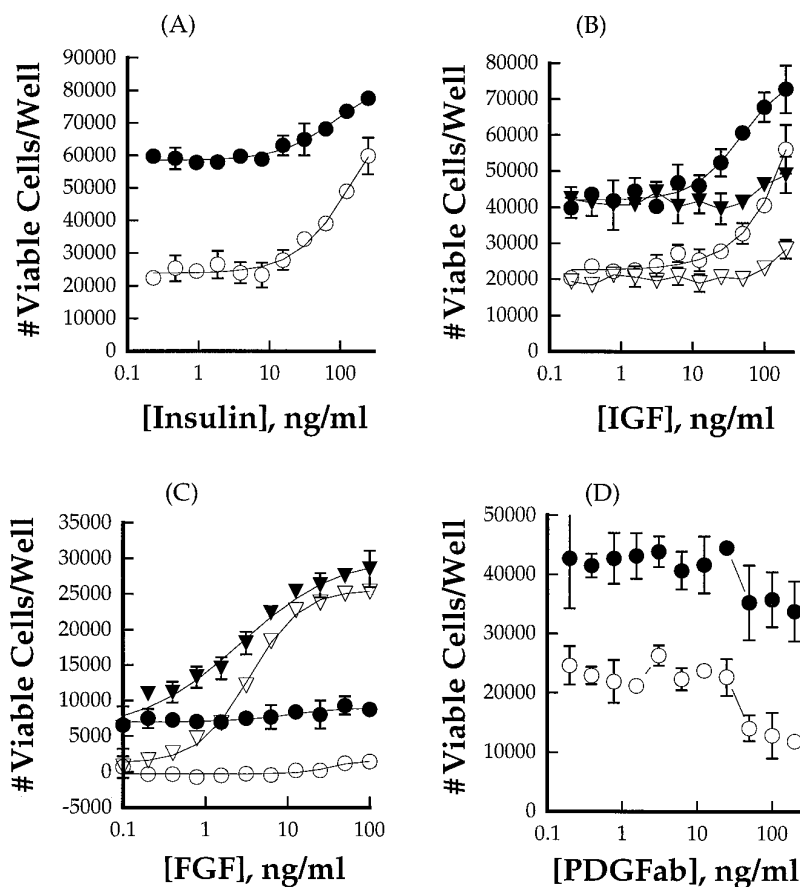 (A)
# Viable Cells/Well
90000
80000
70000
60000
50000
40000
30000
20000
10000
0
0.1 1 10 100
[Insulin], ng/ml
(B)
# Viable Cells/Well
80000
70000
60000
50000
40000
30000
20000
10000
0
0.1 1 10 100
[IGF], ng/ml
(C)
# Viable Cells/Well
35000
30000
25000
20000
15000
10000
5000
0
-5000
0.1 1 10 100
[FGF], ng/ml
(D)
# Viable Cells/Well
50000
40000
30000
20000
10000
0
0.1 1 10 100
[PDGFab], ng/ml